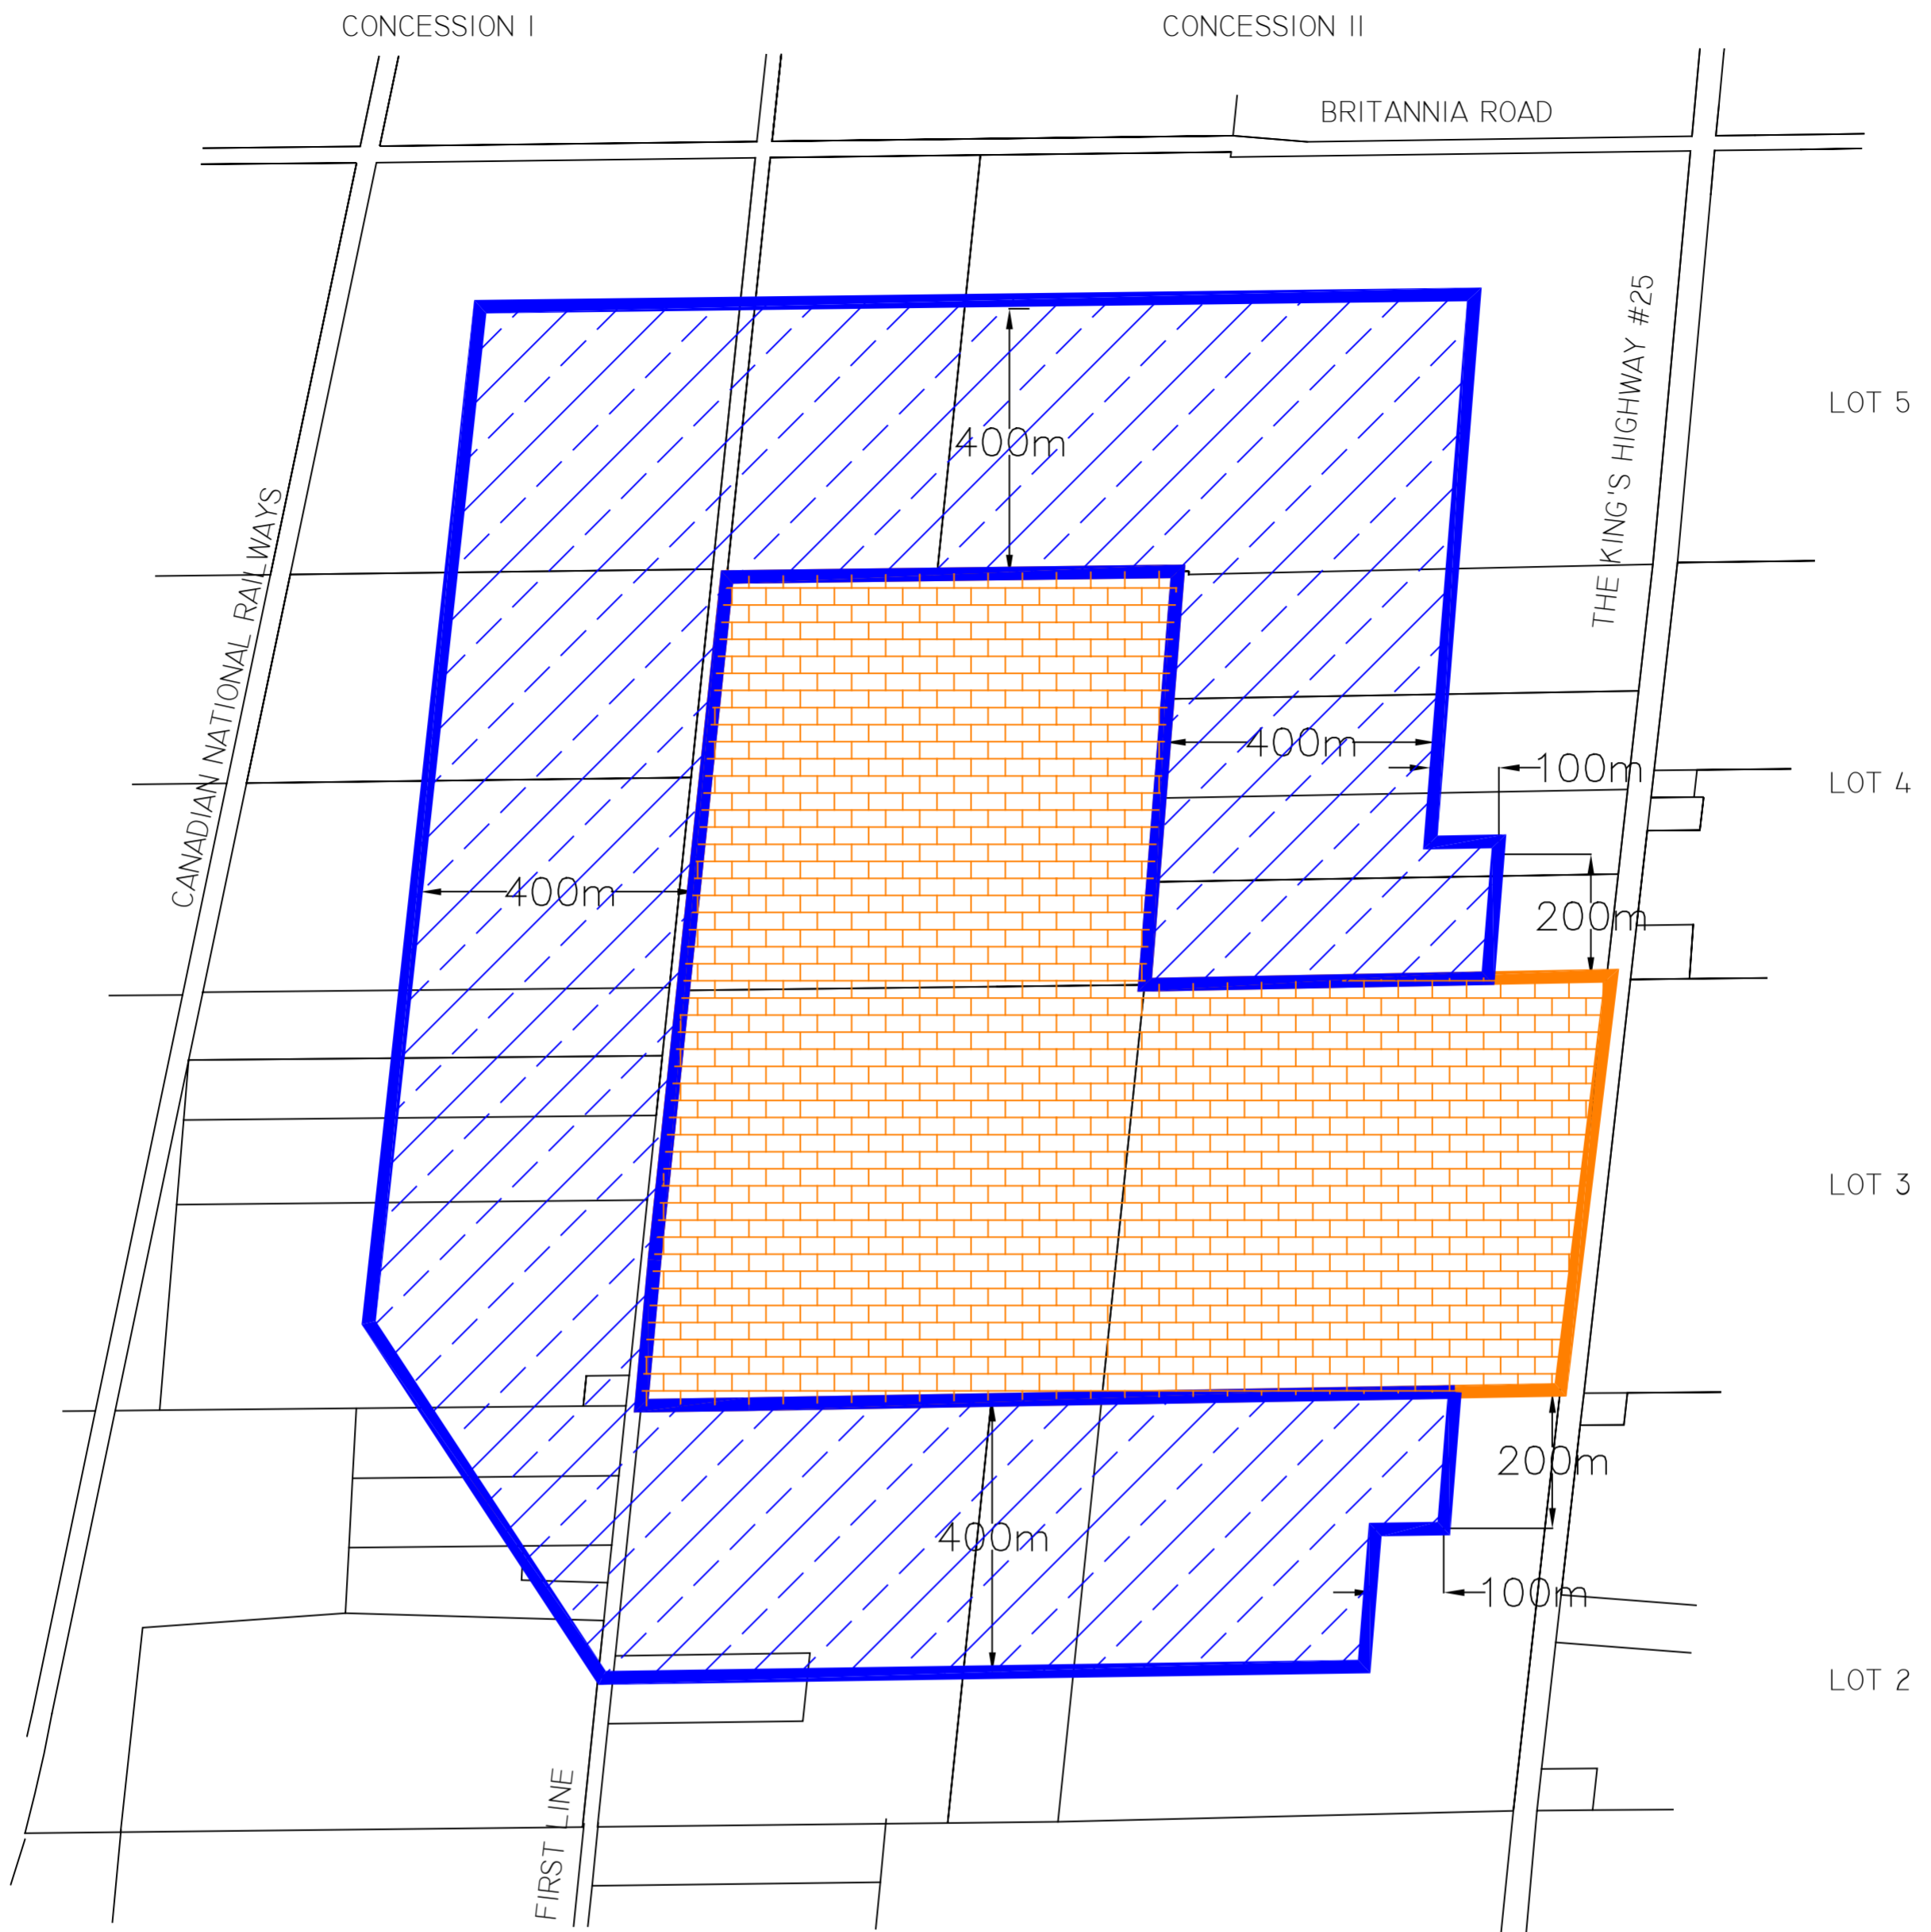 CONCESSION I
CONCESSION II
BRITANNIA ROAD
THE KING'S HIGHWAY #25
LOT 5
400m
CANADIAN NATIONAL RAILWAYS
400m
100m
LOT 4
400m
200m
LOT 3
200m
400m
100m
LOT 2
FIRST LINE